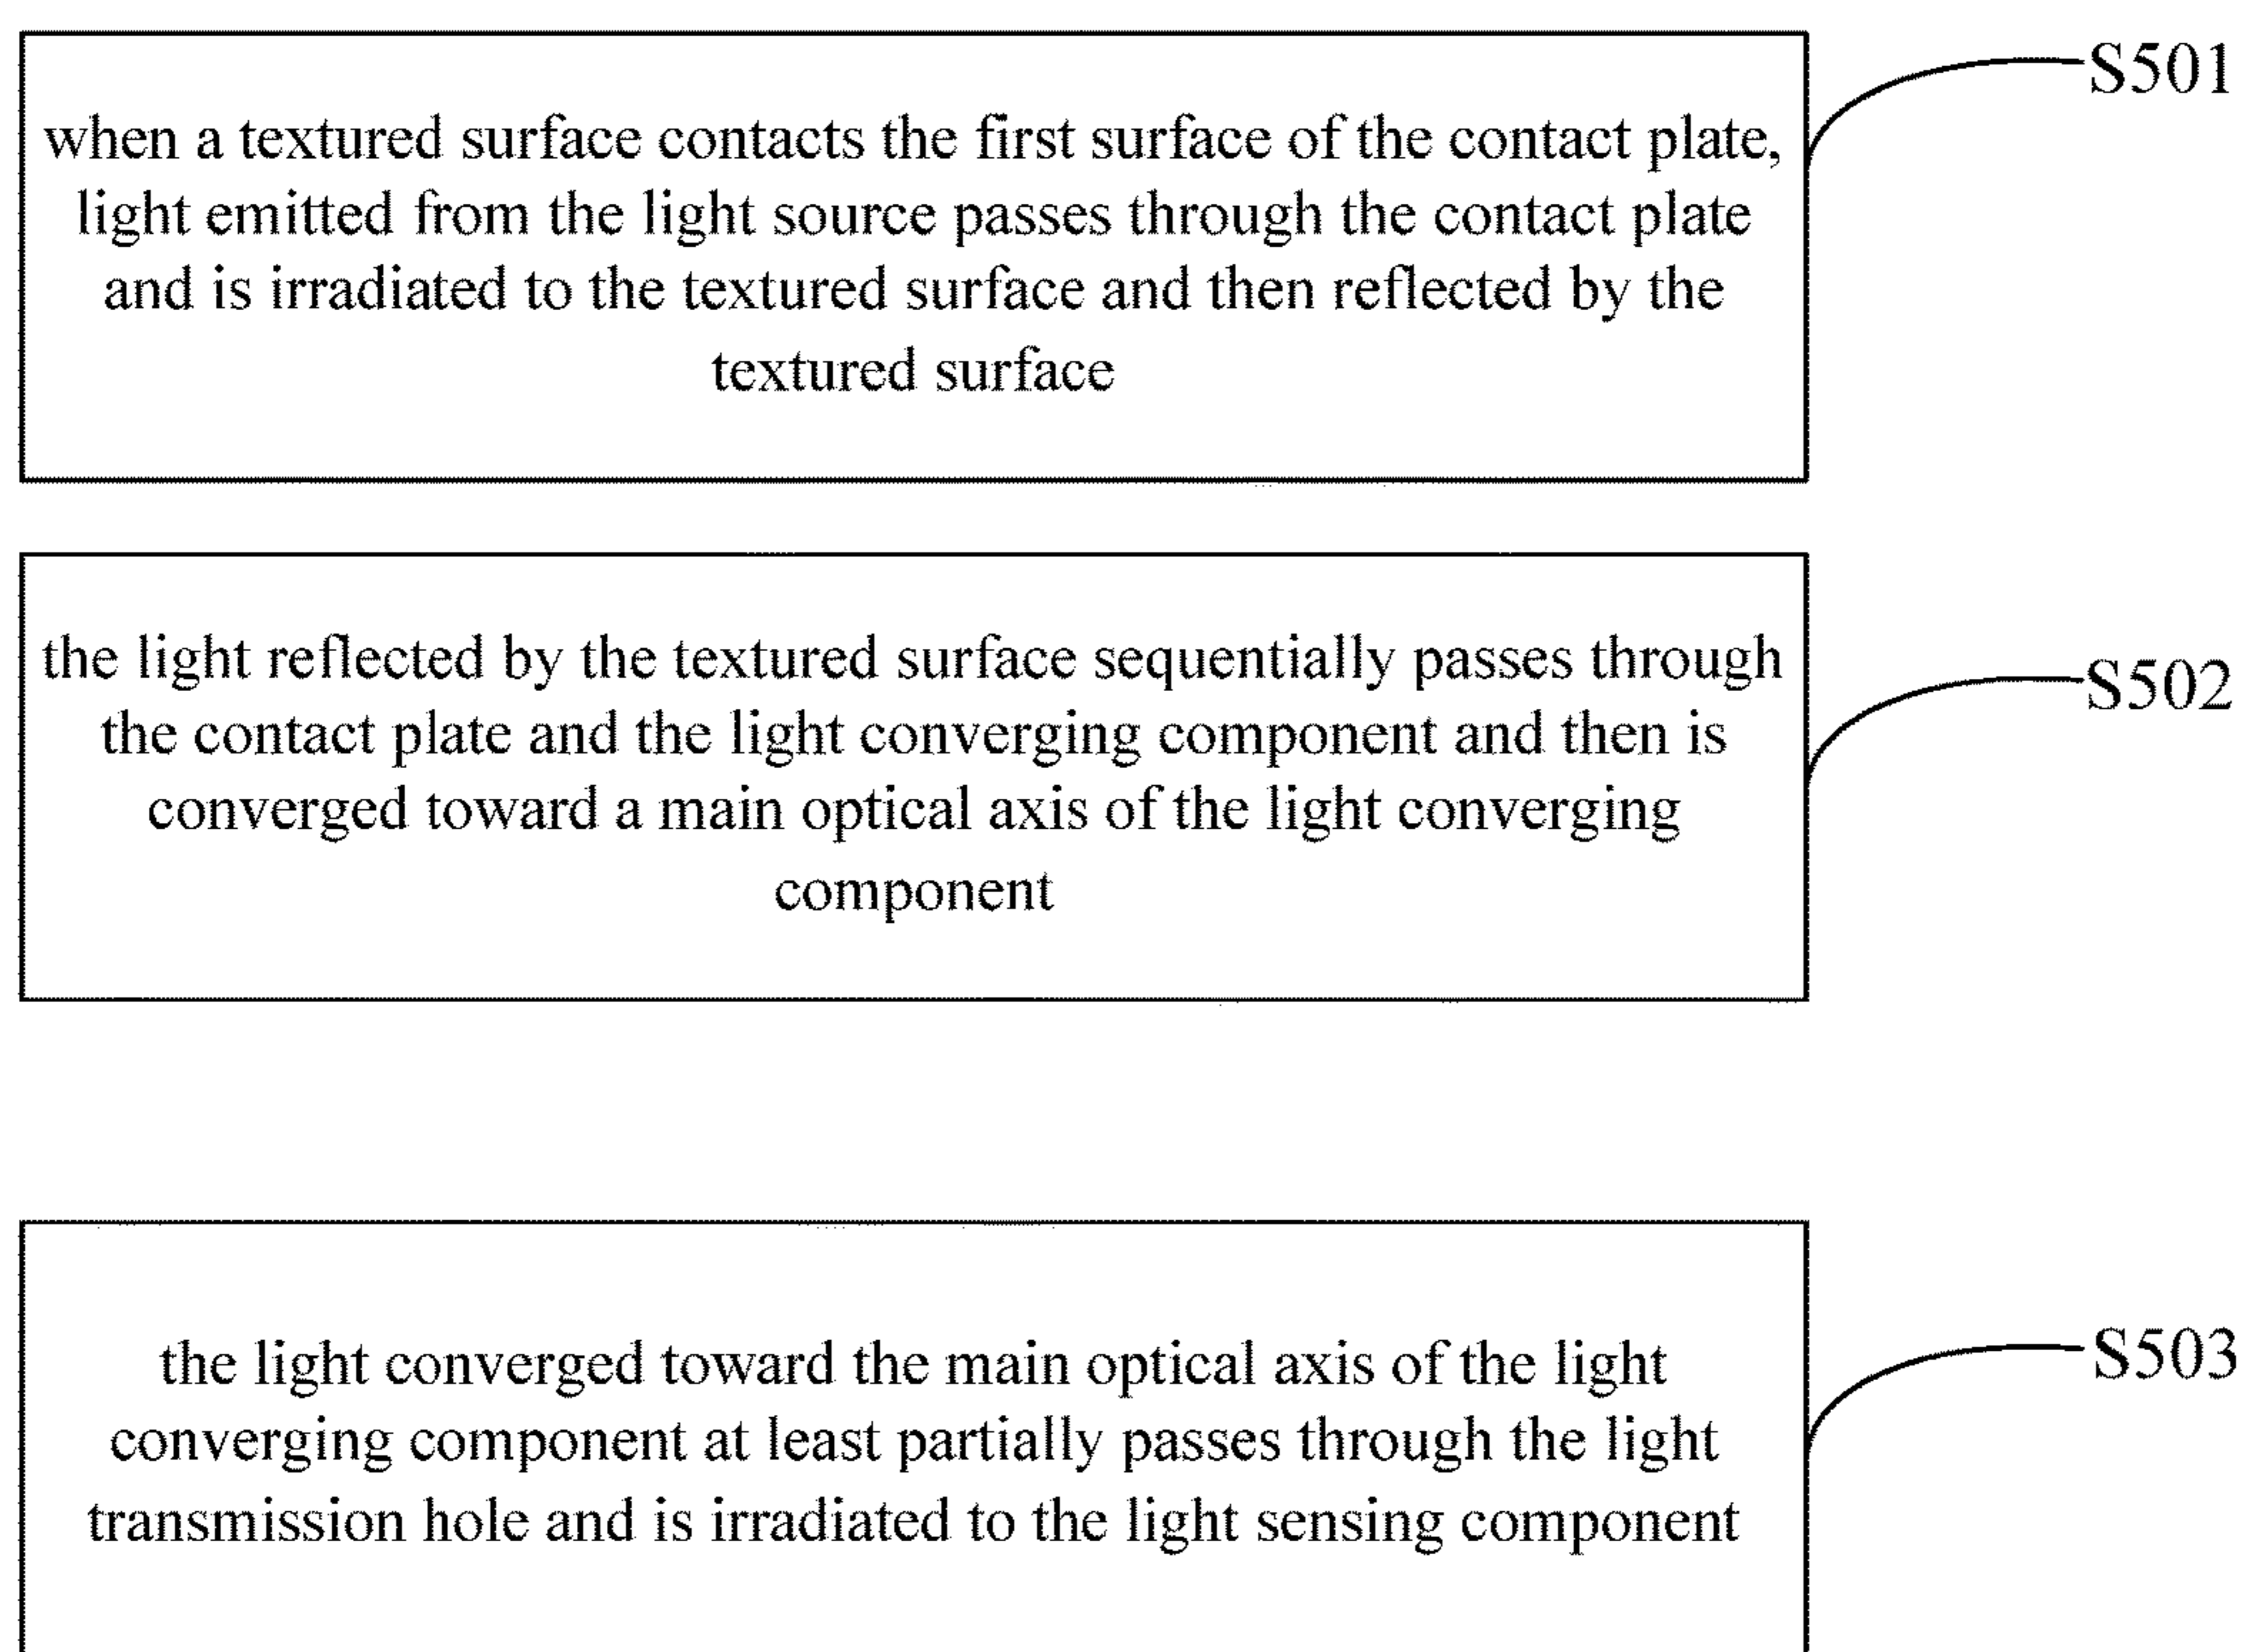 when a textured surface contacts the first surface of the contact plate,
light emitted from the light source passes through the contact plate
and is irradiated to the textured surface and then reflected by the
textured surface
S501
the light reflected by the textured surface sequentially passes through
the contact plate and the light converging component and then is
converged toward a main optical axis of the light converging
component
S502
the light converged toward the main optical axis of the light
converging component at least partially passes through the light
transmission hole and is irradiated to the light sensing component
S503